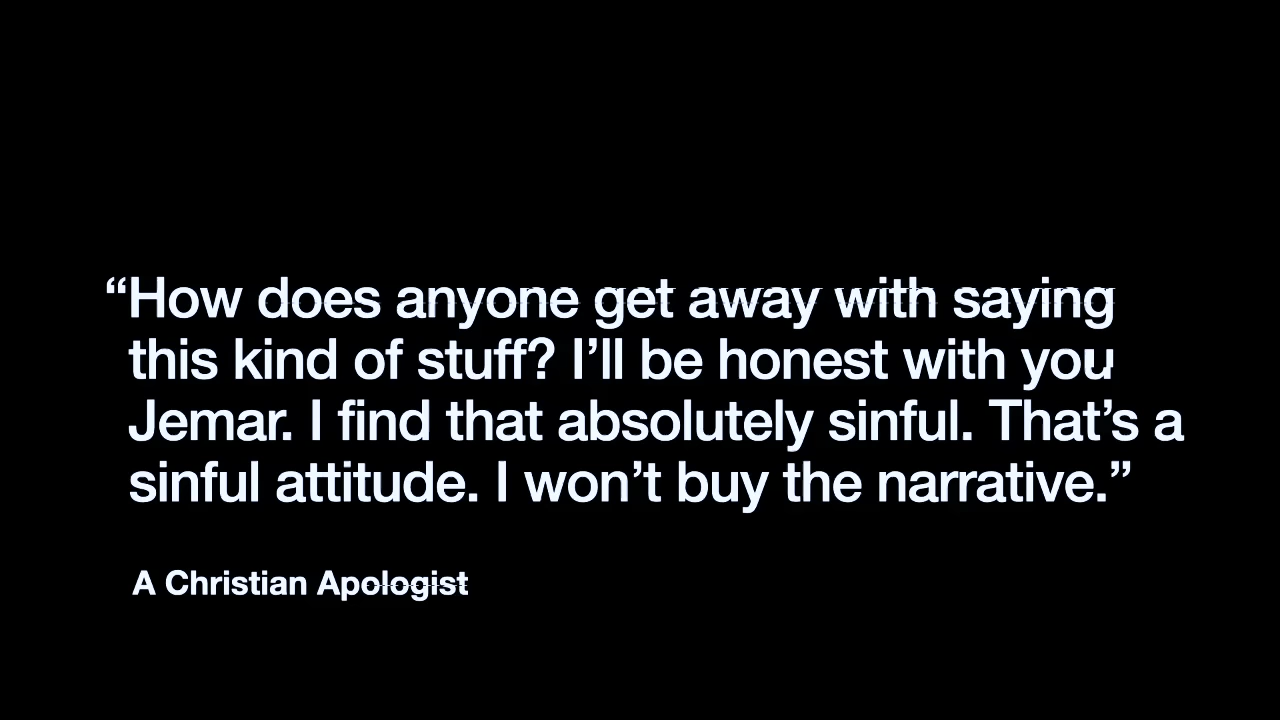 “How does anyone get away with saying
this kind of stuff? I’ll be honest with you
Jemar. I find that absolutely sinful. That’s a
sinful attitude. I won’t buy the narrative.”
A Christian Apologist